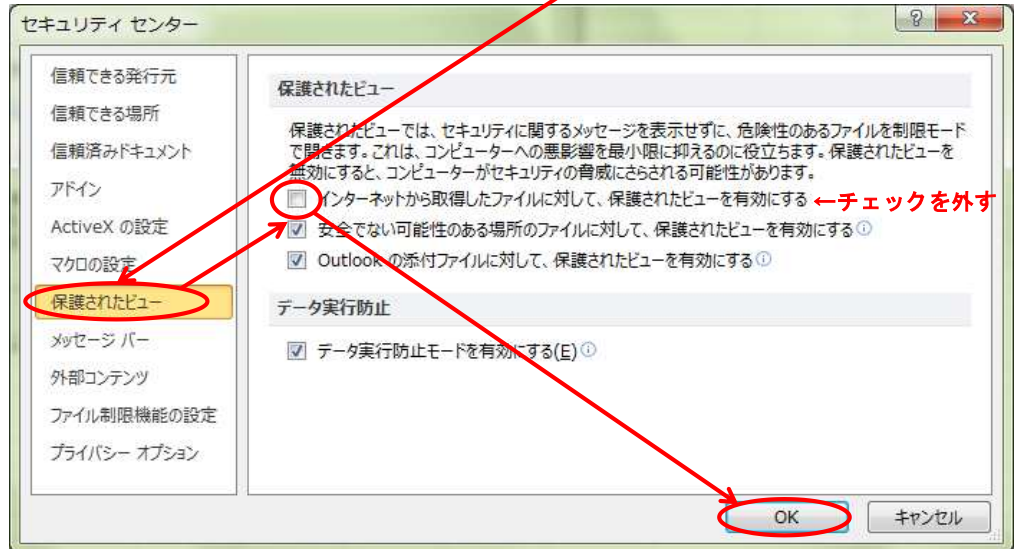 セキュリティ センター
信頼できる発行元
信頼できる場所
信頼済みドキュメント
アドイン
ActiveX の設定
マクロの設定
保護されたビュー
メッセージ バー
外部コンテンツ
ファイル制限機能の設定
プライバシー オプション
保護されたビュー
保護されたビューでは、セキュリティに関するメッセージを表示せずに、危険性のあるファイルを制限モード
で開きます。これは、コンピューターへの悪影響を最小限に抑えるのに役立ちます。保護されたビューを
無効にすると、コンピューターがセキュリティの脅威にさらされる可能性があります。
インターネットから取得したファイルに対して、保護されたビューを有効にする ←チェックを外す
安全でない可能性のある場所のファイルに対して、保護されたビューを有効にする
Outlook の添付ファイルに対して、保護されたビューを有効にする
データ実行防止
データ実行防止モードを有効にする(E)
OK
キャンセル